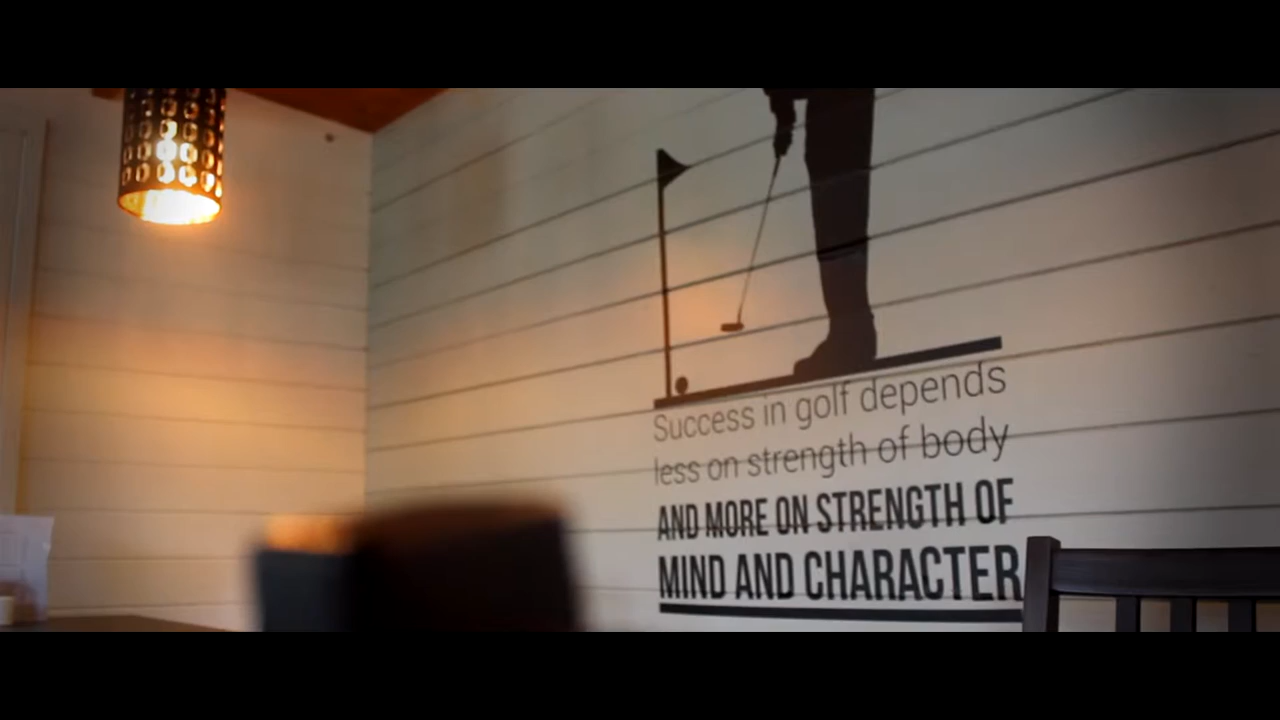 Success in golf depends
less on strength of body
AND MORE ON STRENGTH OF
MIND AND CHARACTER